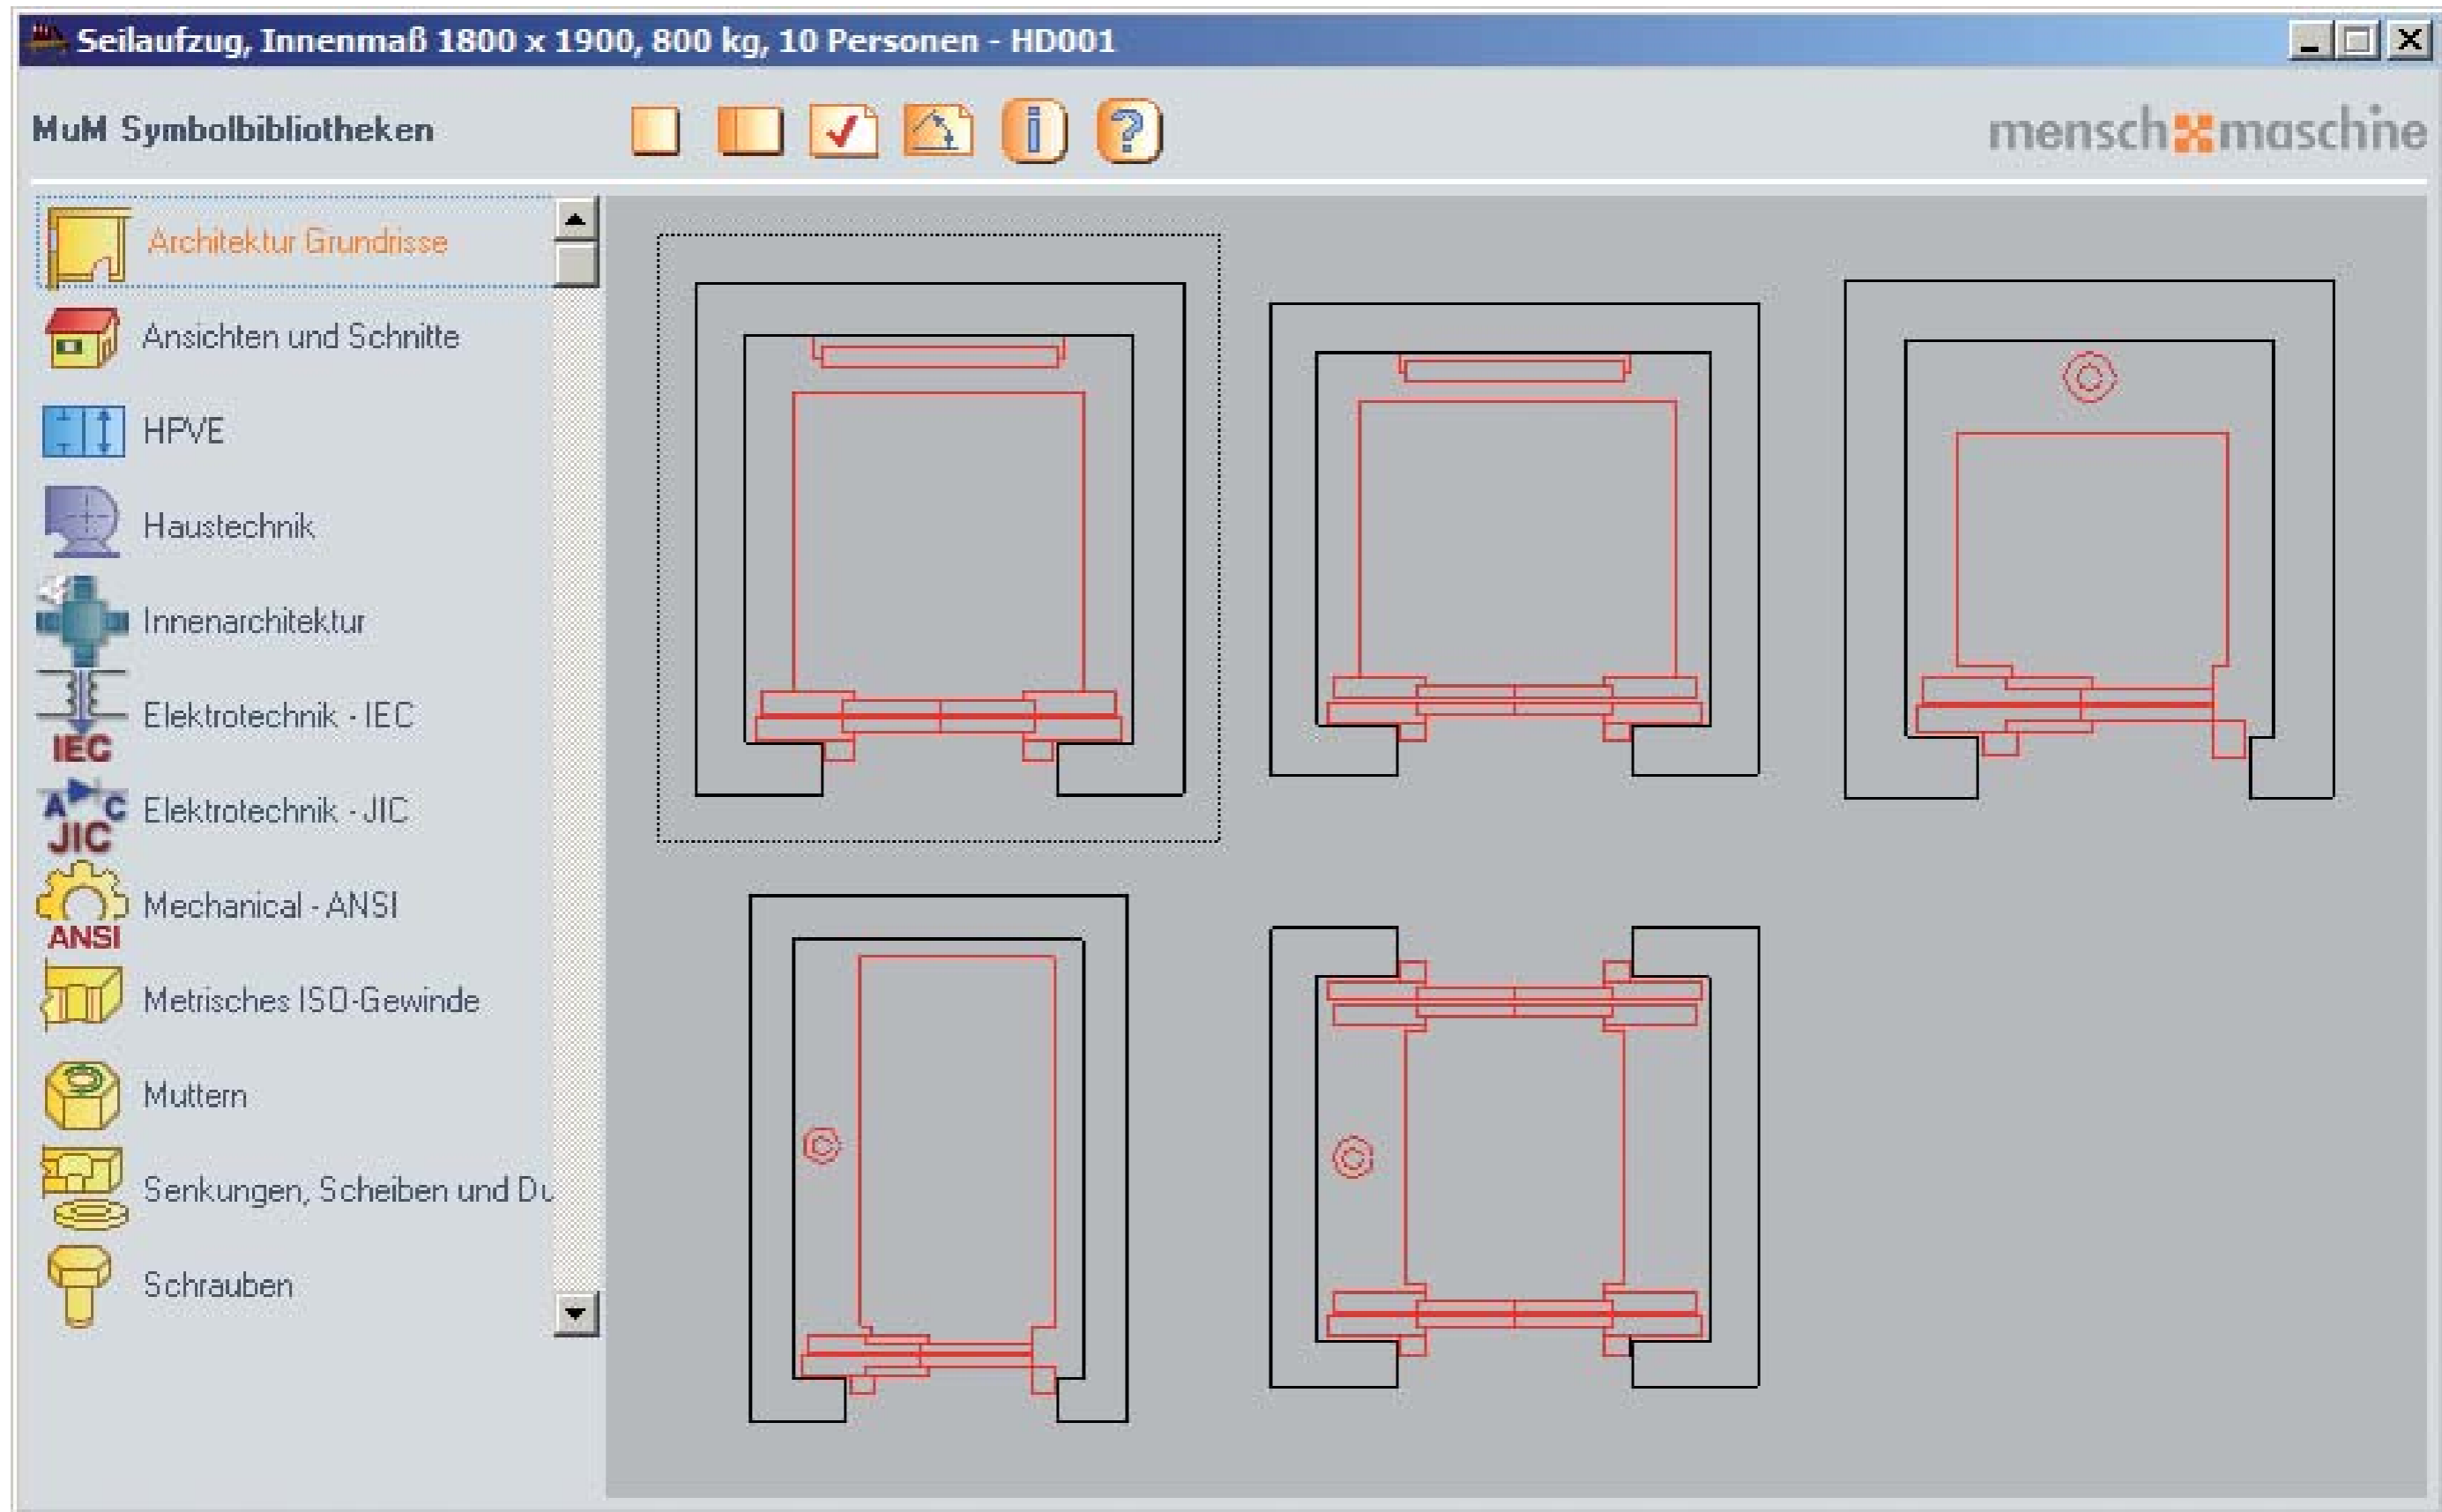 Seilaufzug, Innenmaß 1800 x 1900, 800 kg, 10 Personen - HD001
MuM Symbolbibliotheken
i ?
mensch maschine
Architektur Grundrisse
Ansichten und Schnitte
HPVE
Haustechnik
Innenarchitektur
IEC
Elektrotechnik - IEC
A C
JIC
Elektrotechnik - JIC
ANSI
Mechanical - ANSI
Metrisches ISO-Gewinde
Muttern
Senkungen, Scheiben und Du
Schrauben